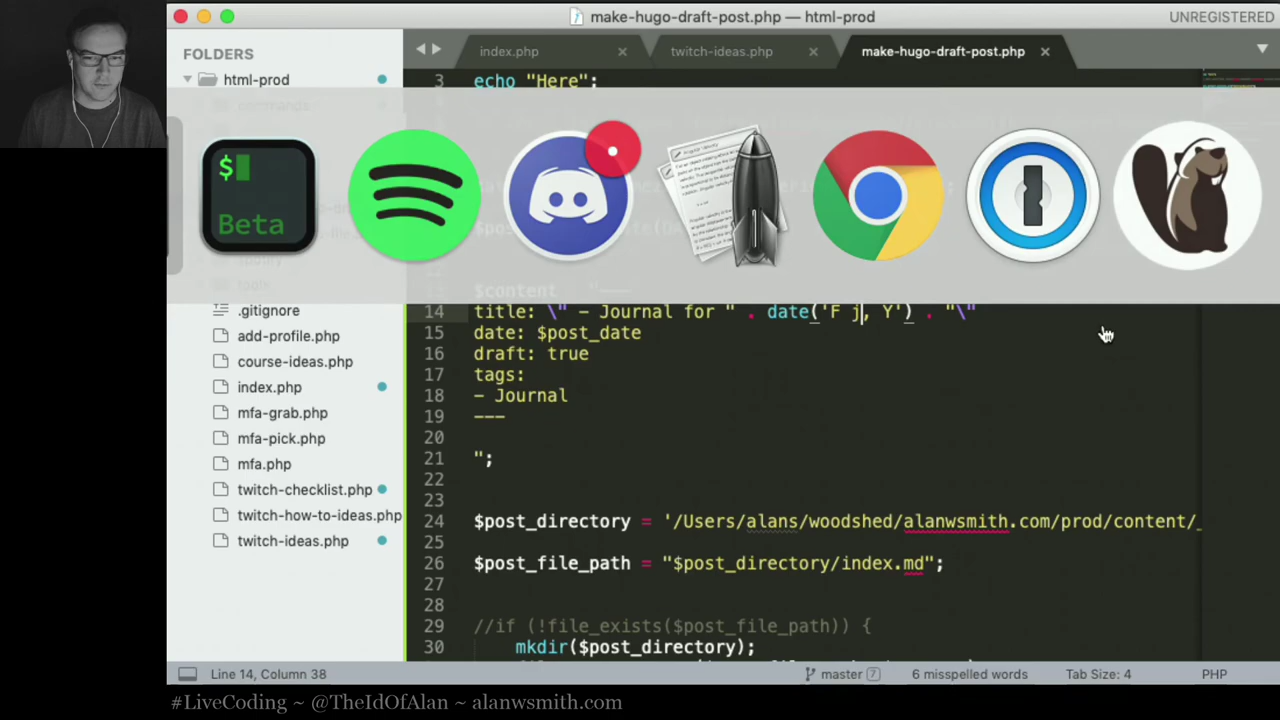 make-hugo-draft-post.php — html-prod
UNREGISTERED
FOLDERS
html-prod
index.php
twitch-ideas.php
make-hugo-draft-post.php
3 echo "Here";
$
Beta
$content
14 title: \" - Journal for " . date('F j, Y') . "\"
15 date: $post_date
16 draft: true
17 tags:
18 - Journal
19 ---
20
21 ";
22
23
24 $post_directory = '/Users/alans/woodshed/alanwsmith.com/prod/content/_
25
26 $post_file_path = "$post_directory/index.md";
27
28
29 //if (!file_exists($post_file_path)) {
30 mkdir($post_directory);
.gitignore
add-profile.php
course-ideas.php
index.php
mfa-grab.php
mfa-pick.php
mfa.php
twitch-checklist.php
twitch-how-to-ideas.php
twitch-ideas.php
Line 14, Column 38
master 7
6 misspelled words
Tab Size: 4
PHP
#LiveCoding ~ @TheIdOfAlan ~ alanwsmith.com